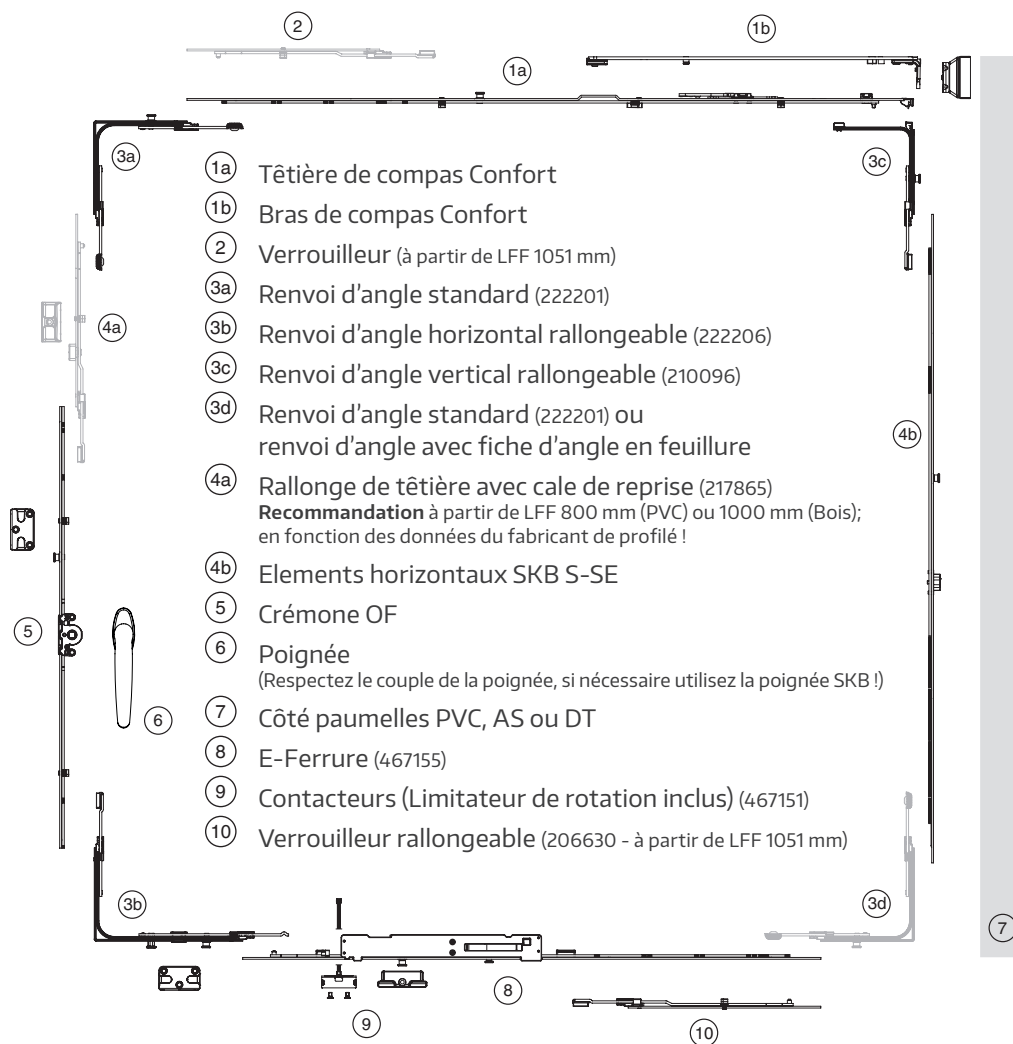 2
1b
1a
3a
3c
1a Têtière de compas Confort
1b Bras de compas Confort
2 Verrouilleur (à partir de LFF 1051 mm)
3a Renvoi d'angle standard (222201)
3b Renvoi d'angle horizontal rallongeable (222206)
3c Renvoi d'angle vertical rallongeable (210096)
3d Renvoi d'angle standard (222201) ou
renvoi d'angle avec fiche d'angle en feuillure
4a
4b
4a Rallonge de têtière avec cale de reprise (217865)
Recommandation à partir de LFF 800 mm (PVC) ou 1000 mm (Bois);
en fonction des données du fabricant de profilé !
4b Elements horizontaux SKB S-SE
5 Crémone OF
5
6 Poignée
(Respectez le couple de la poignée, si nécessaire utilisez la poignée SKB !)
6
7 Côté paumelles PVC, AS ou DT
8 E-Ferrure (467155)
9 Contacteurs (Limitateur de rotation inclus) (467151)
10 Verrouilleur rallongeable (206630 - à partir de LFF 1051 mm)
3b
3d
7
8
9
10